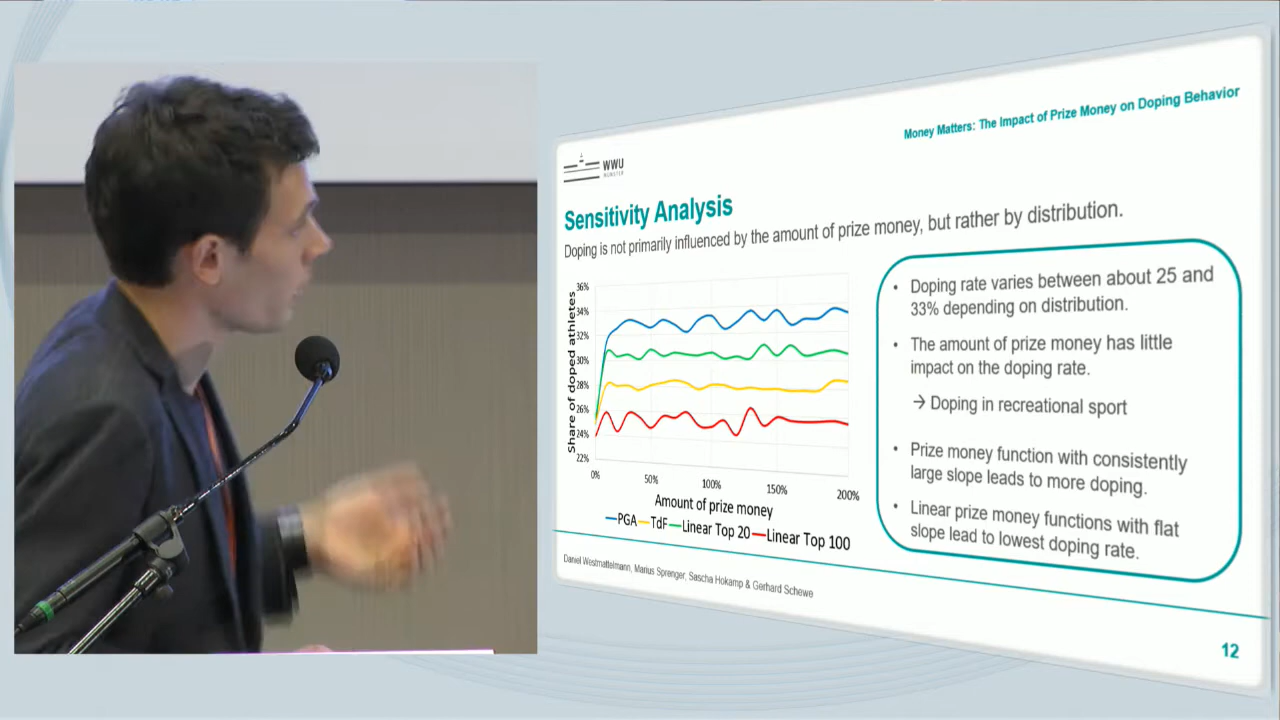 Money Matters: The Impact of Prize Money on Doping Behavior
WWU
MÜNSTER
Sensitivity Analysis
Doping is not primarily influenced by the amount of prize money, but rather by distribution.
Share of doped athletes
36%
34%
32%
30%
28%
26%
24%
22%
0%
50%
100%
150%
200%
Amount of prize money
PGA TdF Linear Top 20 Linear Top 100
• Doping rate varies between about 25 and
33% depending on distribution.
• The amount of prize money has little
impact on the doping rate.
→ Doping in recreational sport
• Prize money function with consistently
large slope leads to more doping.
• Linear prize money functions with flat
slope lead to lowest doping rate.
Daniel Westmattelmann, Marius Sprenger, Sascha Hokamp & Gerhard Schewe
12